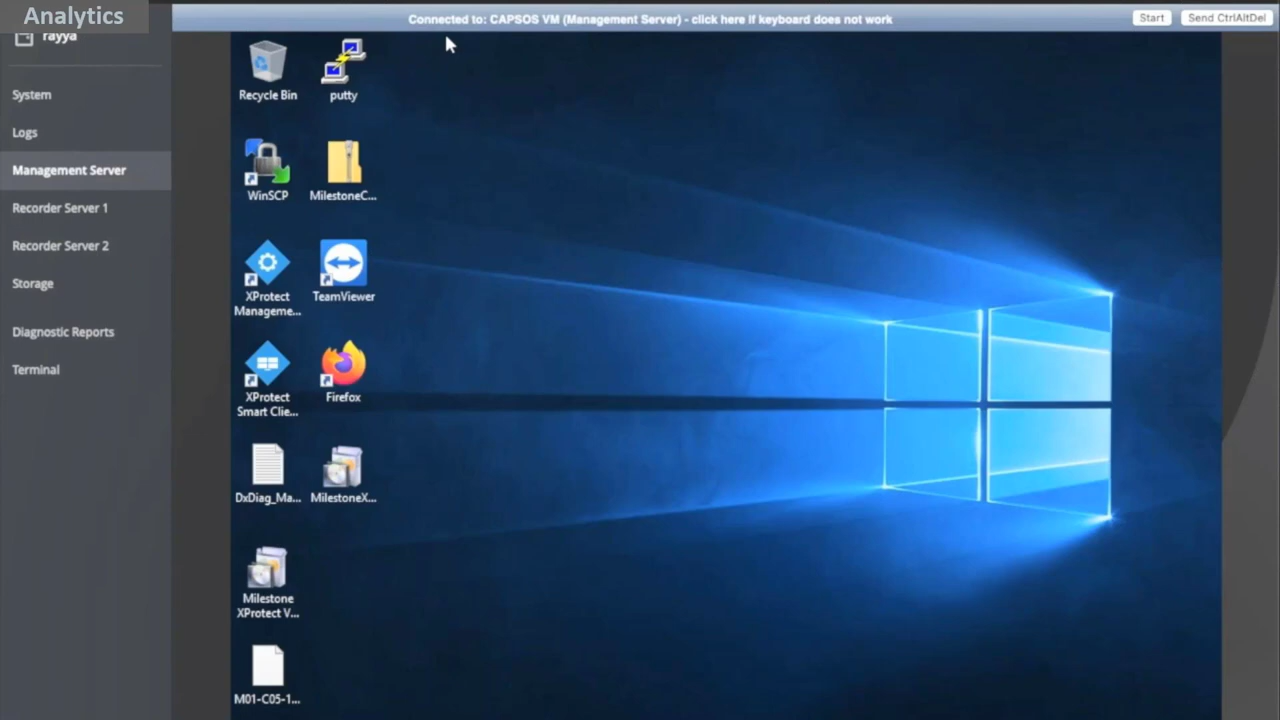 Analytics
rayya
System
Logs
Management Server
Recorder Server 1
Recorder Server 2
Storage
Diagnostic Reports
Terminal
Connected to: CAPSOS VM (Management Server) - click here if keyboard does not work
Start
Send CtrlAltDel
Recycle Bin
putty
WinSCP
MilestoneC...
XProtect
Manageme...
TeamViewer
XProtect
Smart Clie...
Firefox
DxDiag_Ma...
MilestoneX...
Milestone
XProtect V...
M01-C05-1...